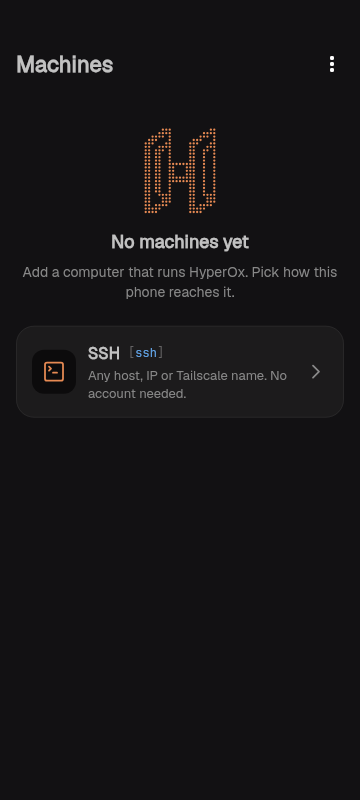 Machines
No machines yet
Add a computer that runs HyperOx. Pick how this
phone reaches it.
SSH [ssh]
Any host, IP or Tailscale name. No
account needed.